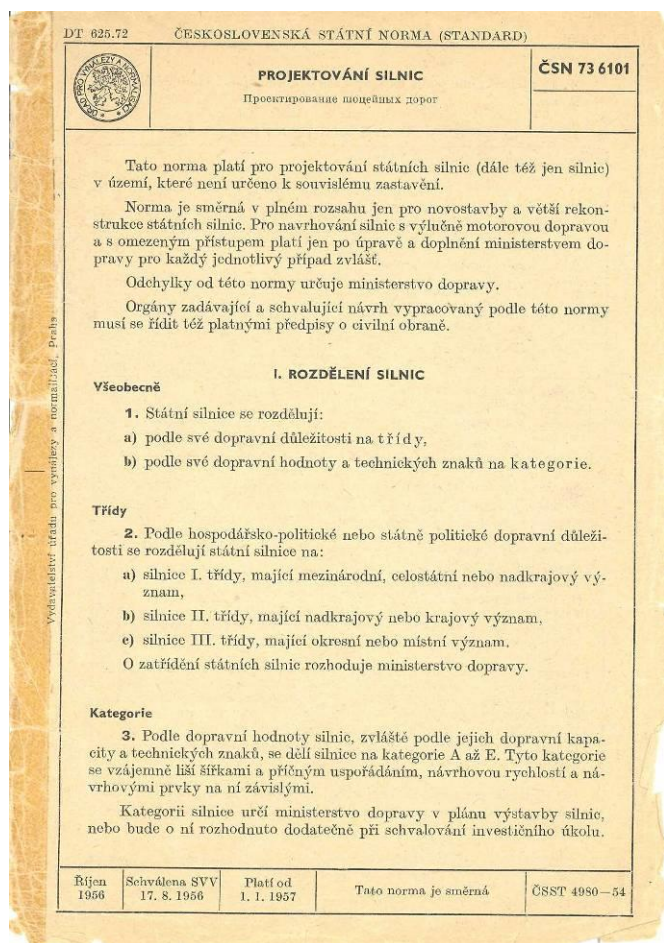 DT 625.72 ČESKOSLOVENSKÁ STÁTNÍ NORMA (STANDARD)
ÚŘAD PRO VYNÁLEZY A NORMALISACI
PROJEKTOVÁNÍ SILNIC
Проектирование шоцейных дорог
ČSN 73 6101
Tato norma platí pro projektování státních silnic (dále též jen silnic)
v území, které není určeno k souvislému zastavění.
Norma je směrná v plném rozsahu jen pro novostavby a větší rekon-
strukce státních silnic. Pro navrhování silnic s výlučně motorovou dopravou
a s omezeným přístupem platí jen po úpravě a doplnění ministerstvem do-
pravy pro každý jednotlivý případ zvlášť.
Odchylky od této normy určuje ministerstvo dopravy.
Orgány zadávající a schvalující návrh vypracovaný podle této normy
musí se řídit též platnými předpisy o civilní obraně.
I. ROZDĚLENÍ SILNIC
Všeobecně
1. Státní silnice se rozdělují:
a) podle své dopravní důležitosti na třídy,
b) podle své dopravní hodnoty a technických znaků na kategorie.
Třídy
2. Podle hospodářsko-politické nebo státně politické dopravní důleži-
tosti se rozdělují státní silnice na:
a) silnice I. třídy, mající mezinárodní, celostátní nebo nadkrajový vý-
znam,
b) silnice II. třídy, mající nadkrajový nebo krajový význam,
c) silnice III. třídy, mající okresní nebo místní význam.
O zatřídění státních silnic rozhoduje ministerstvo dopravy.
Kategorie
3. Podle dopravní hodnoty silnic, zvláště podle jejich dopravní kapa-
city a technických znaků, se dělí silnice na kategorie A až E. Tyto kategorie
se vzájemně liší šířkami a příčným uspořádáním, návrhovou rychlostí a ná-
vrhovými prvky na ní závislými.
Kategorii silnice určí ministerstvo dopravy v plánu výstavby silnic,
nebo bude o ní rozhodnuto dodatečně při schvalování investičního úkolu.
Vydavatelství úřadu pro vynálezy a normalisaci, Praha
Říjen
1956
Schválena SVV
17. 8. 1956
Platí od
1. 1. 1957
Tato norma je směrná
ČSST 4980—54